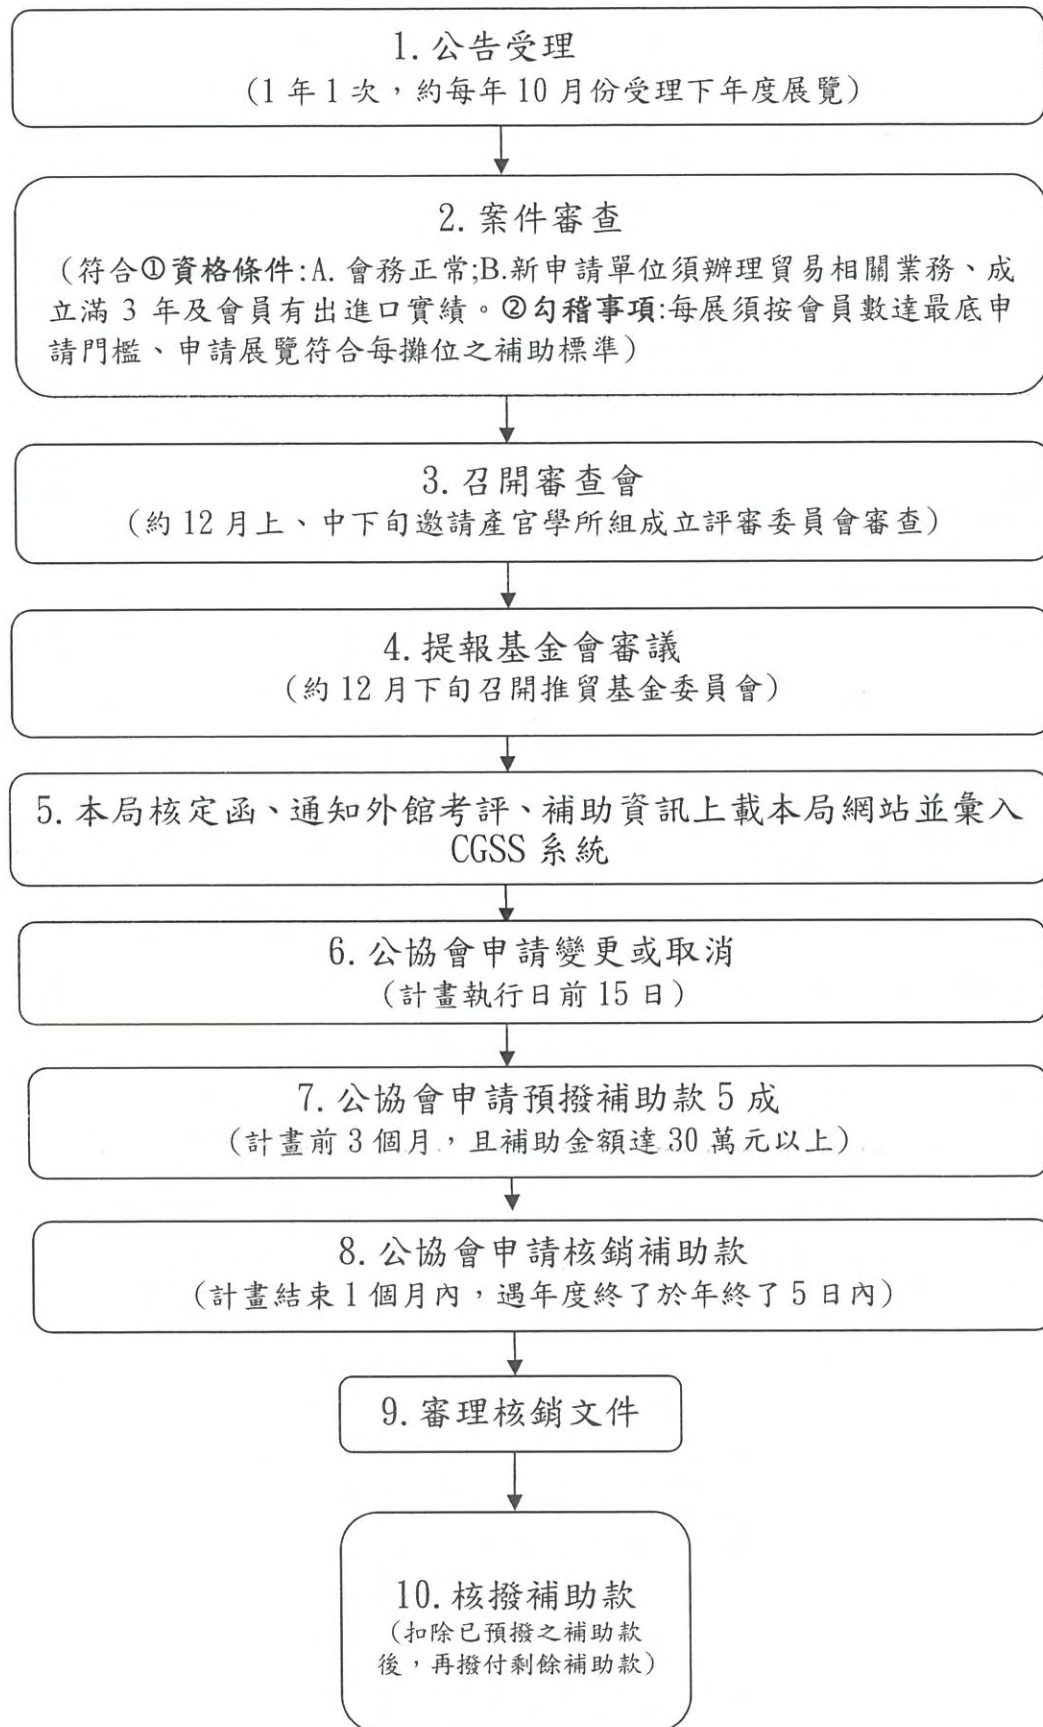 1. 公告受理
(1 年 1 次，約每年 10 月份受理下年度展覽)
2. 案件審查
(符合①資格條件:A. 會務正常;B.新申請單位須辦理貿易相關業務、成
立滿 3 年及會員有出進口實績。②勾稽事項:每展須按會員數達最底申
請門檻、申請展覽符合每攤位之補助標準)
3. 召開審查會
(約 12 月上、中下旬邀請產官學所組成立評審委員會審查)
4. 提報基金會審議
(約 12 月下旬召開推貿基金委員會)
5. 本局核定函、通知外館考評、補助資訊上載本局網站並彙入
CGSS 系統
6. 公協會申請變更或取消
(計畫執行日前 15 日)
7. 公協會申請預撥補助款 5 成
(計畫前 3 個月，且補助金額達 30 萬元以上)
8. 公協會申請核銷補助款
(計畫結束 1 個月內，遇年度終了於年終了 5 日內)
9. 審理核銷文件
10. 核撥補助款
(扣除已預撥之補助款
後，再撥付剩餘補助款)